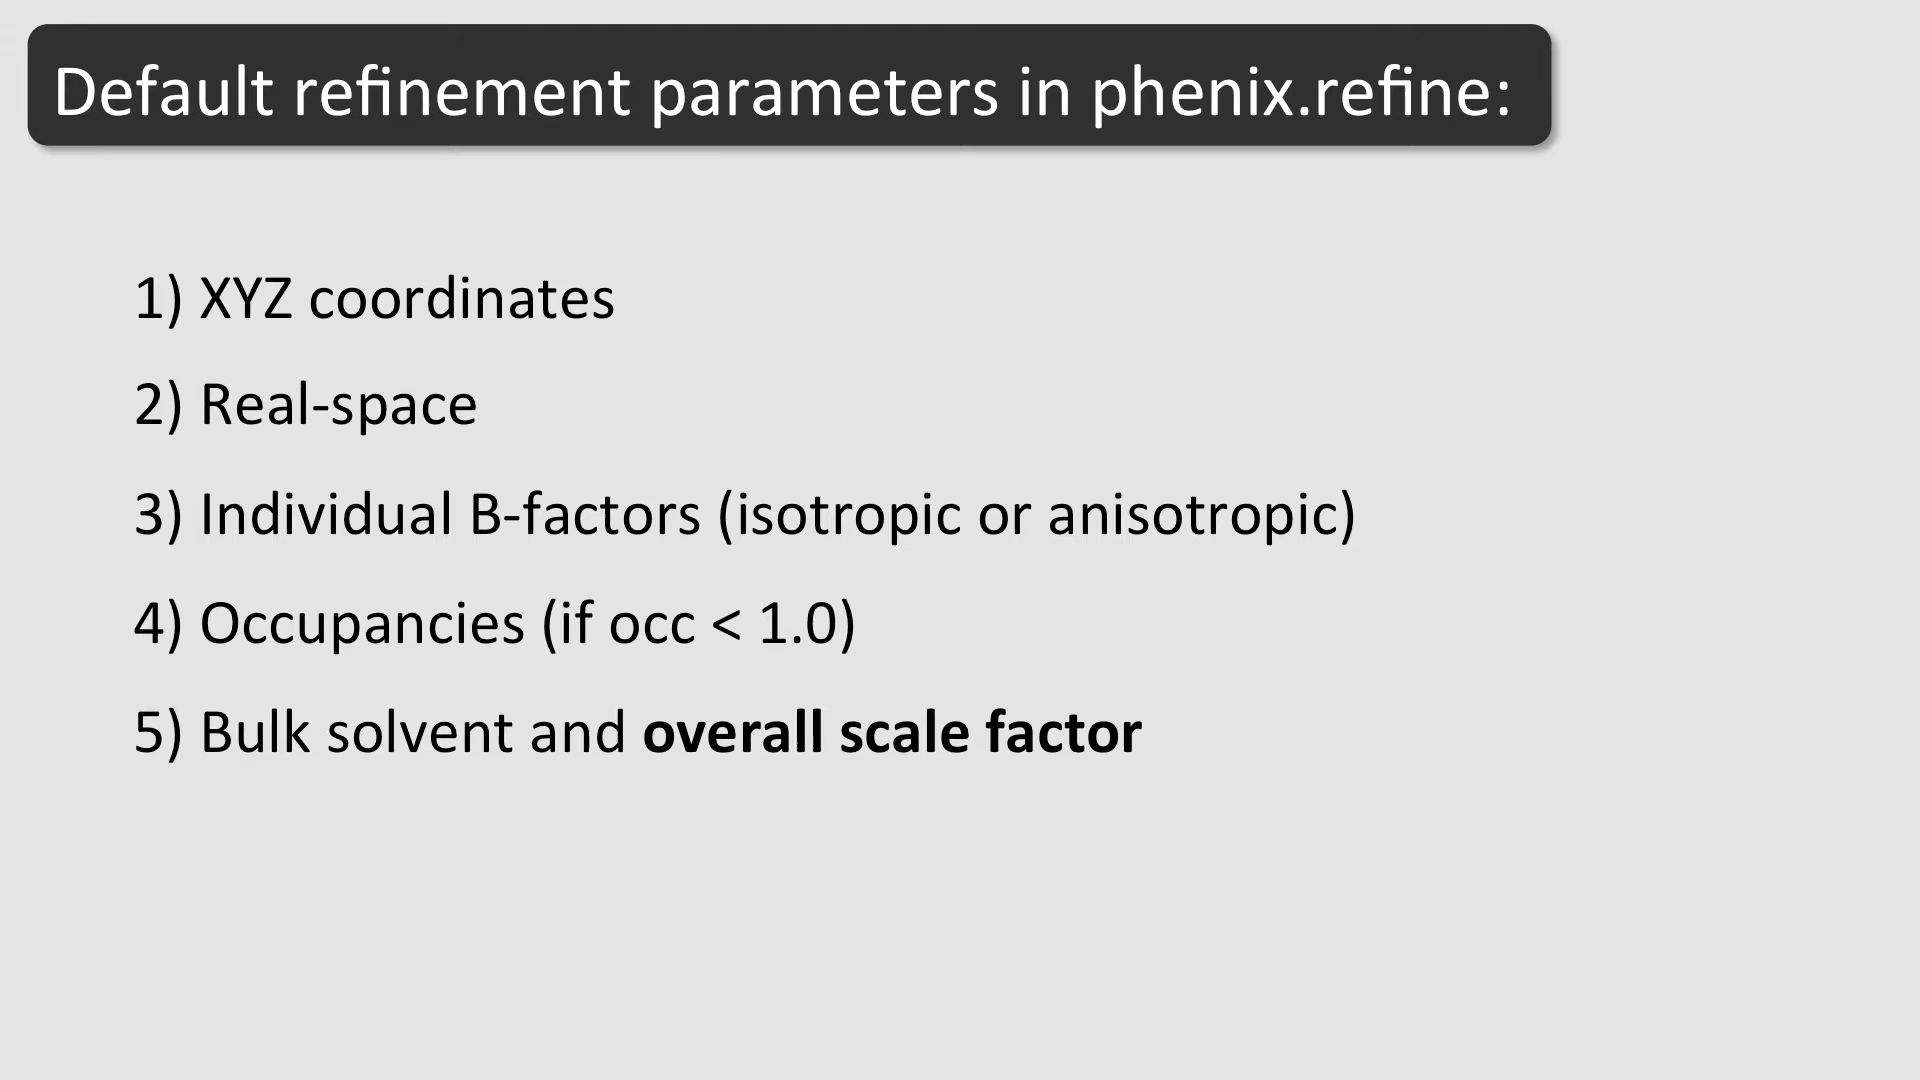 Default refinement parameters in phenix.refine:
1) XYZ coordinates
2) Real-space
3) Individual B-factors (isotropic or anisotropic)
4) Occupancies (if occ < 1.0)
5) Bulk solvent and overall scale factor